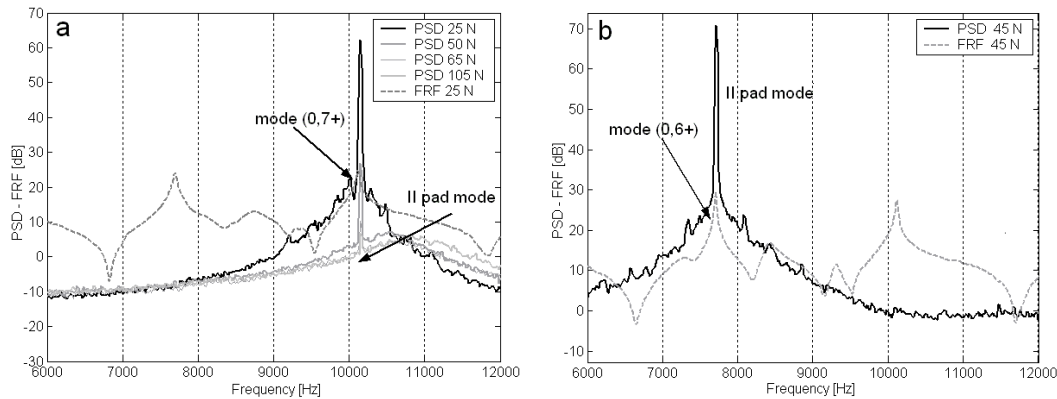 a
PSD 25 N
PSD 50 N
PSD 65 N
PSD 105 N
FRF 25 N
mode (0,7+)
II pad mode
PSD - FRF [dB]
70
60
50
40
30
20
10
0
-10
-20
-30
6000 7000 8000 9000 10000 11000 12000
Frequency [Hz]
b
PSD 45 N
FRF 45 N
II pad mode
mode (0,6+)
PSD - FRF [dB]
70
60
50
40
30
20
10
0
-10
6000 7000 8000 9000 10000 11000 12000
Frequency [Hz]